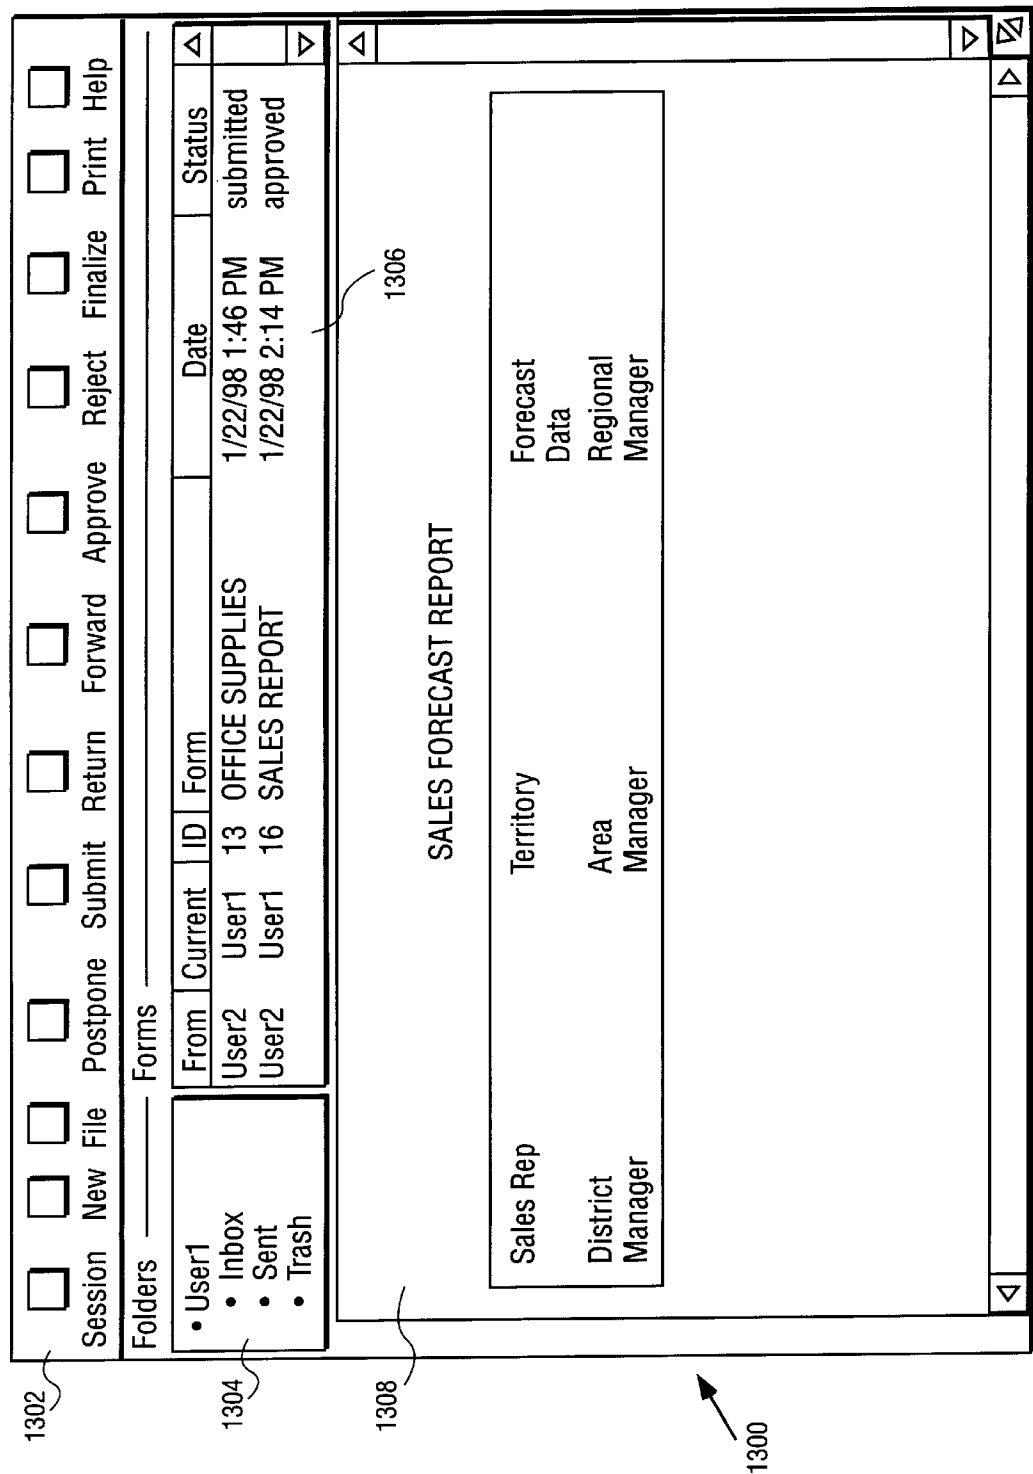 1302
Session New File Postpone Submit Return Forward Approve Reject Finalize Print Help
Folders Forms
1304
• User1
• Inbox
• Sent
• Trash
From Current ID Form Date Status
User2 User1 13 OFFICE SUPPLIES 1/22/98 1:46 PM submitted
User2 User1 16 SALES REPORT 1/22/98 2:14 PM approved
1306
1308
SALES FORECAST REPORT
Sales Rep Territory Forecast
Data
District Area Regional
Manager Manager Manager
1300